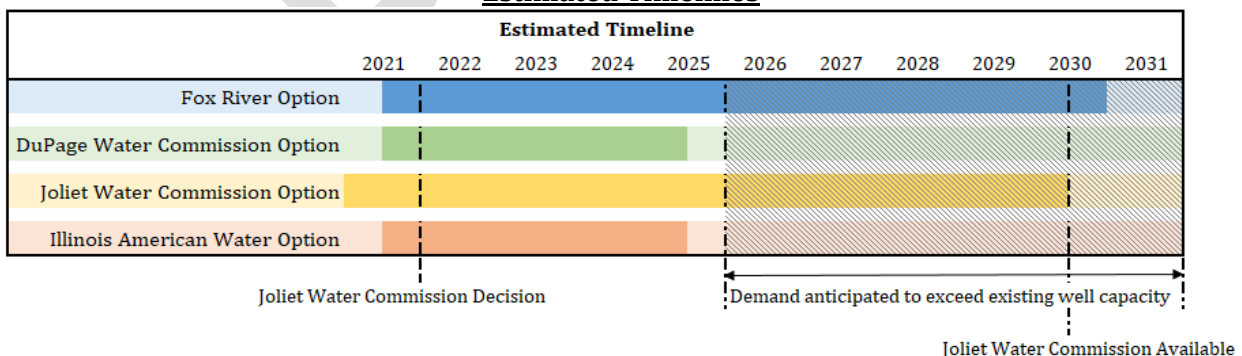 Estimated Timelines
Estimated Timeline
2021 2022 2023 2024 2025 2026 2027 2028 2029 2030 2031
Fox River Option
DuPage Water Commission Option
Joliet Water Commission Option
Illinois American Water Option
Joliet Water Commission Decision
Demand anticipated to exceed existing well capacity
Joliet Water Commission Available